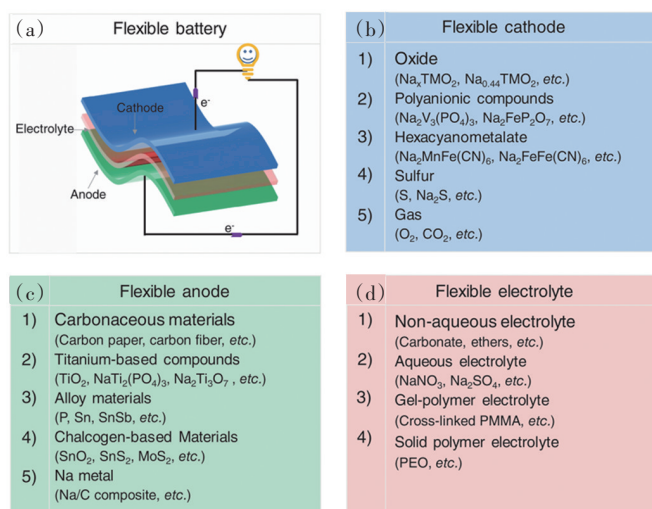 (a)
Flexible battery
Cathode
e-
Electrolyte
Anode
e-
(b)
Flexible cathode
1) Oxide
(NaₓTMO₂, Na₀.₄₄TMO₂, etc.)
2) Polyanionic compounds
(Na₂V₃(PO₄)₃, Na₂FeP₂O₇, etc.)
3) Hexacyanometalate
(Na₂MnFe(CN)₆, Na₂FeFe(CN)₆, etc.)
4) Sulfur
(S, Na₂S, etc.)
5) Gas
(O₂, CO₂, etc.)
(c)
Flexible anode
1) Carbonaceous materials
(Carbon paper, carbon fiber, etc.)
2) Titanium-based compounds
(TiO₂, NaTi₂(PO₄)₃, Na₂Ti₃O₇ , etc.)
3) Alloy materials
(P, Sn, SnSb, etc.)
4) Chalcogen-based Materials
(SnO₂, SnS₂, MoS₂, etc.)
5) Na metal
(Na/C composite, etc.)
(d)
Flexible electrolyte
1) Non-aqueous electrolyte
(Carbonate, ethers, etc.)
2) Aqueous electrolyte
(NaNO₃, Na₂SO₄, etc.)
3) Gel-polymer electrolyte
(Cross-linked PMMA, etc.)
4) Solid polymer electrolyte
(PEO, etc.)